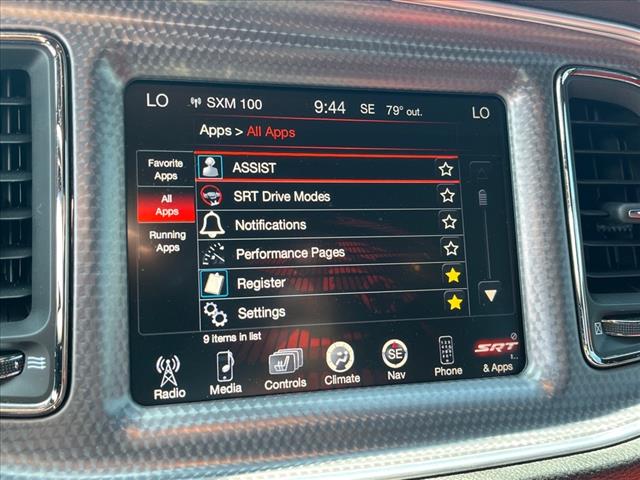 LO SXM 100 9:44 SE 79° out. LO
Apps > All Apps
Favorite
Apps
All
Apps
Running
Apps
ASSIST
SRT Drive Modes
Notifications
Performance Pages
Register
Settings
9 items in list
Radio
Media
Controls
Climate
SE
Nav
Phone
SRT
& Apps